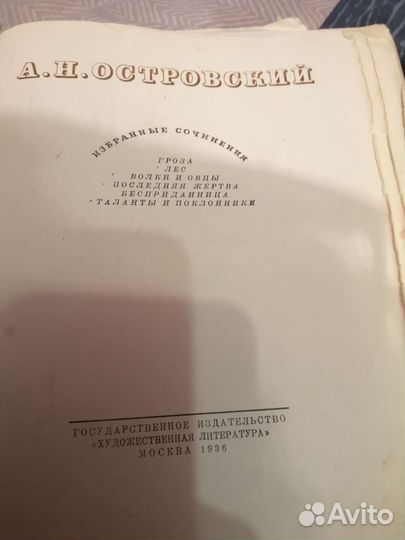 А.Н.ОСТРОВСКИЙ
ИЗБРАННЫЕ СОЧИНЕНИЯ
ГРОЗА
ЛЕС
ВОЛКИ И ОВЦЫ
ПОСЛЕДНЯЯ ЖЕРТВА
БЕСПРИДАННИЦА
ТАЛАНТЫ И ПОКЛОННИКИ
ГОСУДАРСТВЕННОЕ ИЗДАТЕЛЬСТВО
«ХУДОЖЕСТВЕННАЯ ЛИТЕРАТУРА»
МОСКВА 1936
Avito